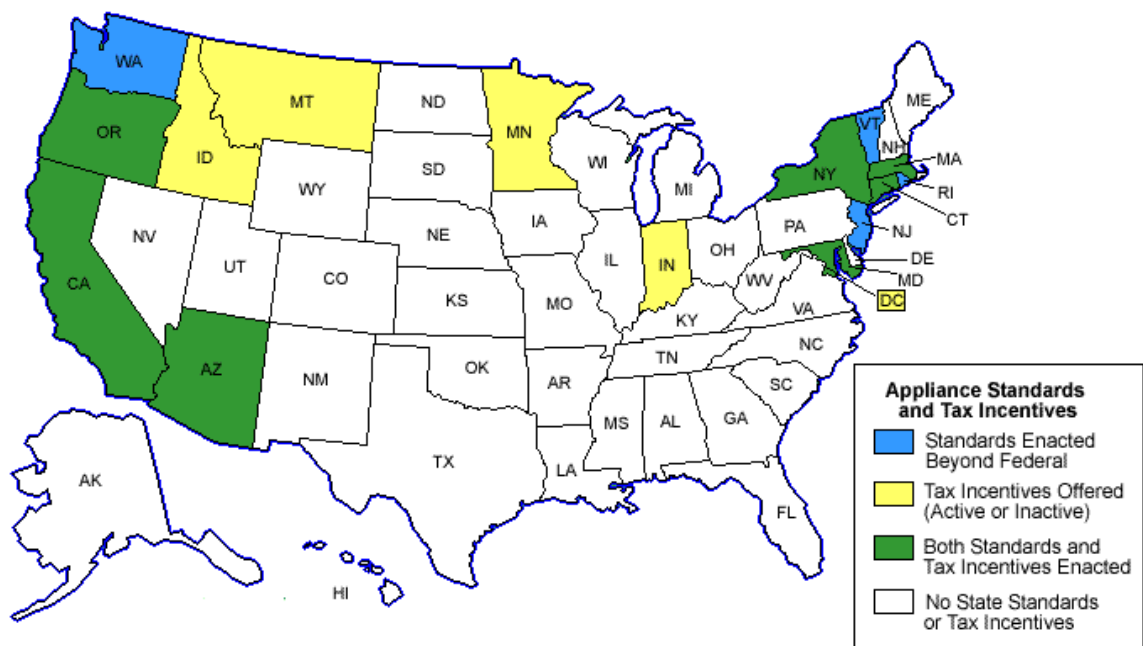 WA
MT
ND
MN
ME
VT
NH
OR
ID
SD
WI
MI
NY
MA
RI
CT
WY
IA
PA
NJ
NE
NV
UT
IL
IN
OH
DE
MD
DC
CA
CO
KS
MO
WV
VA
KY
NC
TN
AZ
NM
OK
AR
SC
MS
AL
GA
TX
LA
FL
AK
HI
Appliance Standards
and Tax Incentives
Standards Enacted
Beyond Federal
Tax Incentives Offered
(Active or Inactive)
Both Standards and
Tax Incentives Enacted
No State Standards
or Tax Incentives